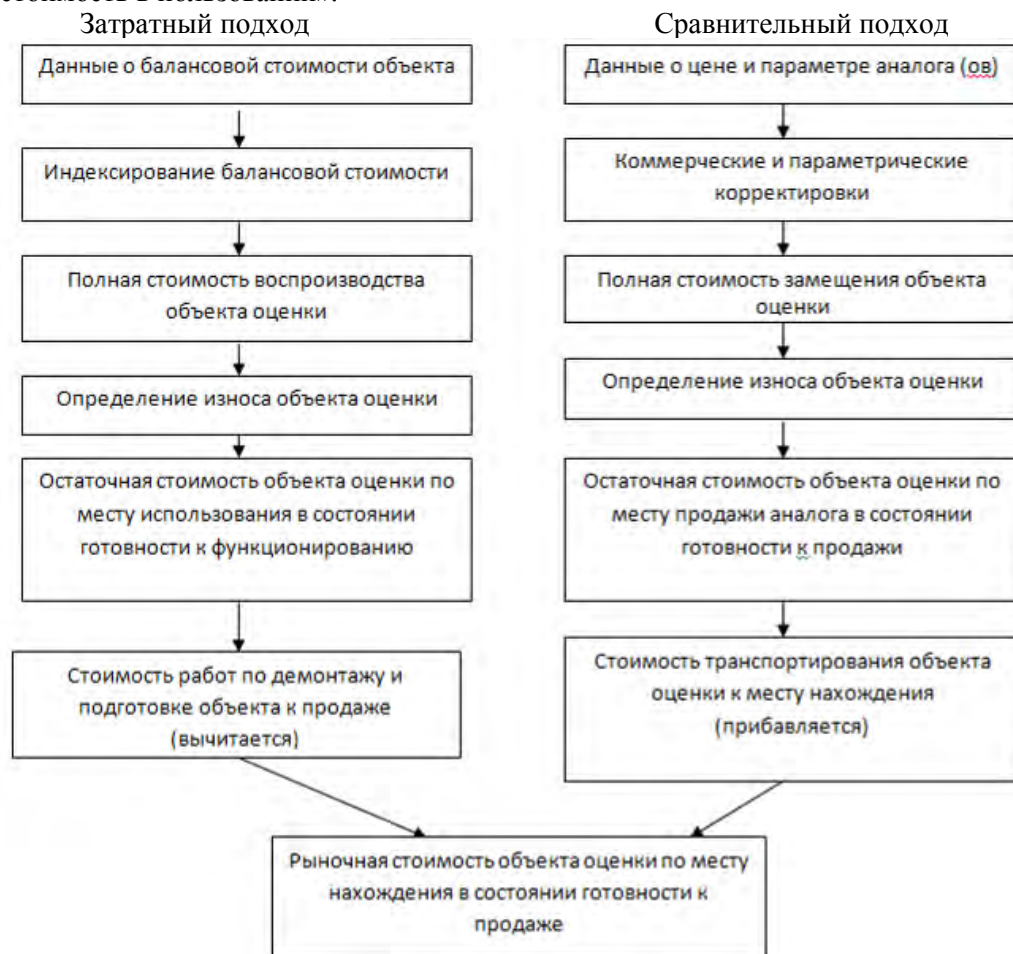 стоимость в пользовании».
Затратный подход
Данные о балансовой стоимости объекта
Индексирование балансовой стоимости
Полная стоимость воспроизводства
объекта оценки
Определение износа объекта оценки
Остаточная стоимость объекта оценки по
месту использования в состоянии
готовности к функционированию
Стоимость работ по демонтажу и
подготовке объекта к продаже
(вычитается)
Сравнительный подход
Данные о цене и параметре аналога (ов)
Коммерческие и параметрические
корректировки
Полная стоимость замещения объекта
оценки
Определение износа объекта оценки
Остаточная стоимость объекта оценки по
месту продажи аналога в состоянии
готовности к продажи
Стоимость транспортирования объекта
оценки к месту нахождения
(прибавляется)
Рыночная стоимость объекта оценки по месту
нахождения в состоянии готовности к
продаже